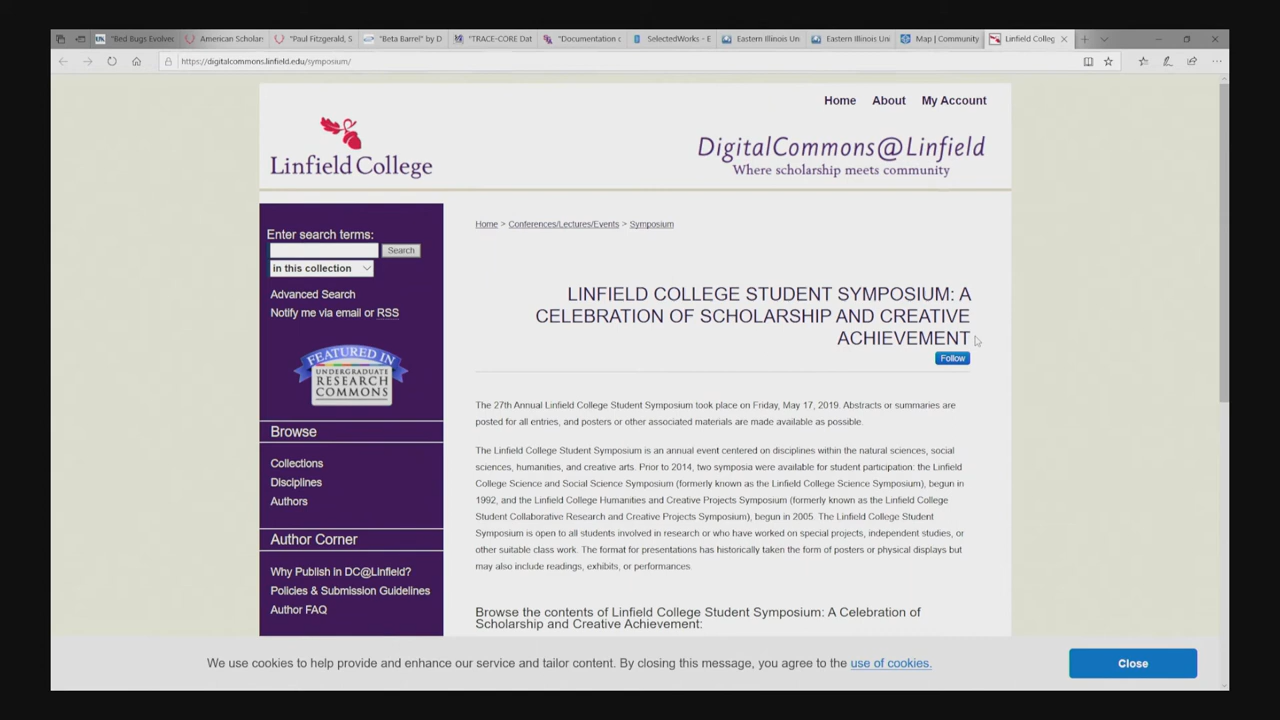 "Bed Bugs Evolved
American Scholar
"Paul Fitzgerald, S
"Beta Barrel" by D
"TRACE-CORE Dat
"Documentation c
SelectedWorks - E
Eastern Illinois Un
Eastern Illinois Uni
Map | Community
Linfield Colleg
https://digitalcommons.linfield.edu/symposium/
Home About My Account
Linfield College
DigitalCommons@Linfield
Where scholarship meets community
Enter search terms:
Search
in this collection
Advanced Search
Notify me via email or RSS
FEATURED IN
UNDERGRADUATE
RESEARCH
COMMONS
Browse
Collections
Disciplines
Authors
Author Corner
Why Publish in DC@Linfield?
Policies & Submission Guidelines
Author FAQ
Home > Conferences/Lectures/Events > Symposium
LINFIELD COLLEGE STUDENT SYMPOSIUM: A
CELEBRATION OF SCHOLARSHIP AND CREATIVE
ACHIEVEMENT
Follow
The 27th Annual Linfield College Student Symposium took place on Friday, May 17, 2019. Abstracts or summaries are
posted for all entries, and posters or other associated materials are made available as possible.
The Linfield College Student Symposium is an annual event centered on disciplines within the natural sciences, social
sciences, humanities, and creative arts. Prior to 2014, two symposia were available for student participation: the Linfield
College Science and Social Science Symposium (formerly known as the Linfield College Science Symposium), begun in
1992, and the Linfield College Humanities and Creative Projects Symposium (formerly known as the Linfield College
Student Collaborative Research and Creative Projects Symposium), begun in 2005. The Linfield College Student
Symposium is open to all students involved in research or who have worked on special projects, independent studies, or
other suitable class work. The format for presentations has historically taken the form of posters or physical displays but
may also include readings, exhibits, or performances.
Browse the contents of Linfield College Student Symposium: A Celebration of
Scholarship and Creative Achievement:
We use cookies to help provide and enhance our service and tailor content. By closing this message, you agree to the use of cookies.
Close